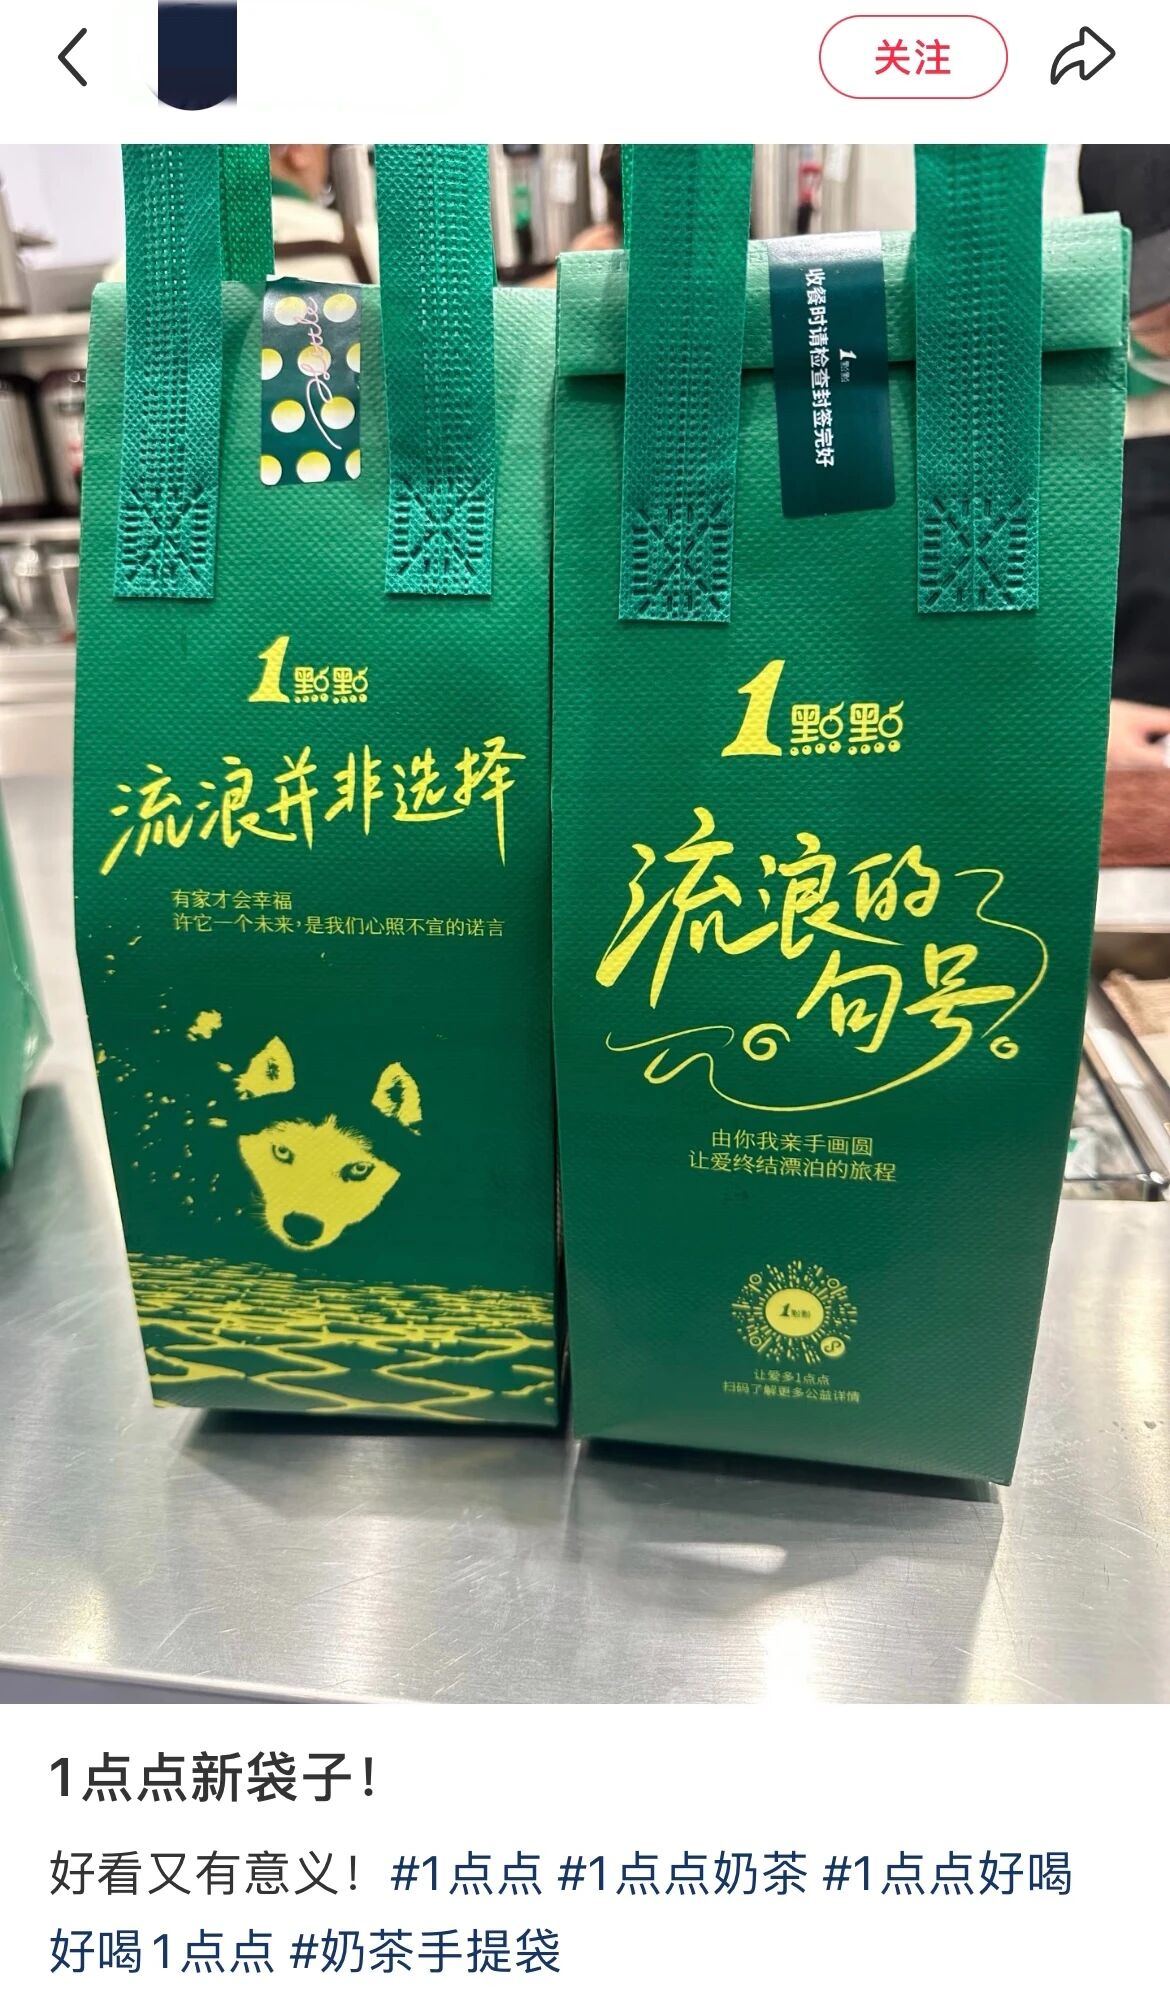 关注
Alittle
收餐时请检查封签完好
1點點
1點點
流浪并非选择
有家才会幸福
许它一个未来，是我们心照不宣的诺言
1點點
流浪的
句号
由你我亲手画圆
让爱终结漂泊的旅程
1點點
让爱多1点点
扫码了解更多公益详情
1点点新袋子！
好看又有意义！#1点点 #1点点奶茶 #1点点好喝
好喝1点点 #奶茶手提袋